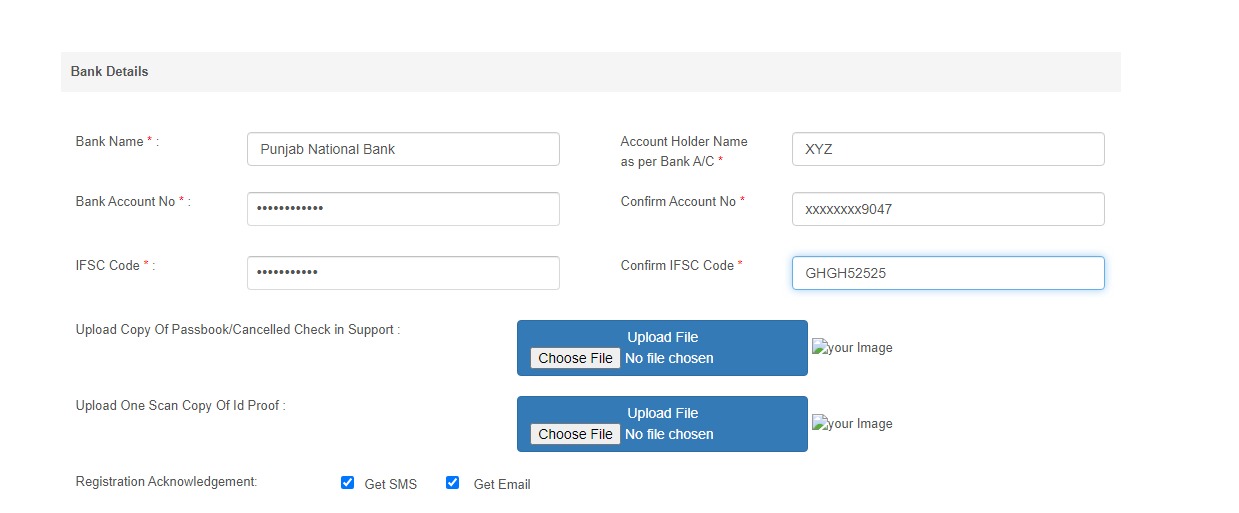 Bank Details
Bank Name * :
Punjab National Bank
Account Holder Name
as per Bank A/C *
XYZ
Bank Account No * :
••••••••••••
Confirm Account No *
xxxxxxxx9047
IFSC Code * :
•••••••••••
Confirm IFSC Code *
GHGH52525
Upload Copy Of Passbook/Cancelled Check in Support :
Upload File
Choose File No file chosen
your Image
Upload One Scan Copy Of Id Proof :
Upload File
Choose File No file chosen
your Image
Registration Acknowledgement:
Get SMS
Get Email